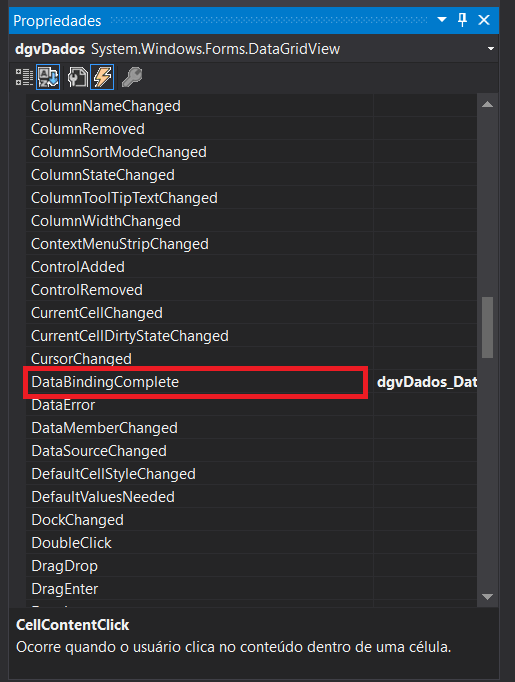 Propriedades
dgvDados System.Windows.Forms.DataGridView
ColumnNameChanged
ColumnRemoved
ColumnSortModeChanged
ColumnStateChanged
ColumnToolTipTextChanged
ColumnWidthChanged
ContextMenuStripChanged
ControlAdded
ControlRemoved
CurrentCellChanged
CurrentCellDirtyStateChanged
CursorChanged
DataBindingComplete dgvDados_Dat
DataError
DataMemberChanged
DataSourceChanged
DefaultCellStyleChanged
DefaultValuesNeeded
DockChanged
DoubleClick
DragDrop
DragEnter
CellContentClick
Ocorre quando o usuário clica no conteúdo dentro de uma célula.